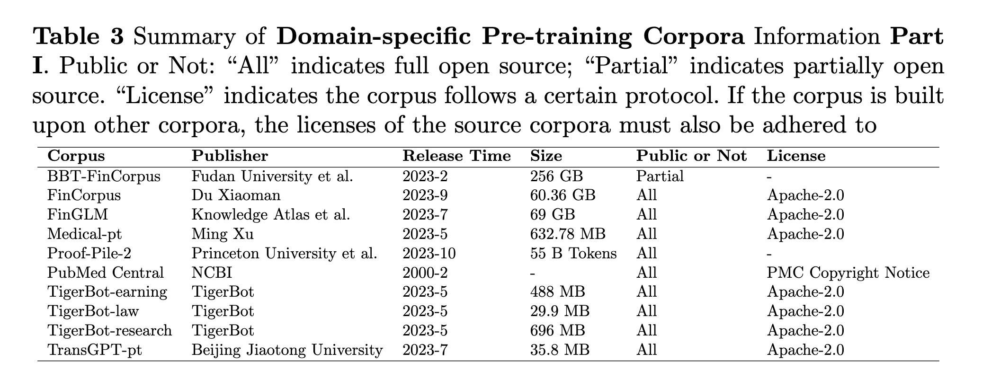 Table 3 Summary of Domain-specific Pre-training Corpora Information Part
I. Public or Not: “All” indicates full open source; “Partial” indicates partially open
source. “License” indicates the corpus follows a certain protocol. If the corpus is built
upon other corpora, the licenses of the source corpora must also be adhered to
Corpus Publisher Release Time Size Public or Not License
BBT-FinCorpus Fudan University et al. 2023-2 256 GB Partial -
FinCorpus Du Xiaoman 2023-9 60.36 GB All Apache-2.0
FinGLM Knowledge Atlas et al. 2023-7 69 GB All Apache-2.0
Medical-pt Ming Xu 2023-5 632.78 MB All Apache-2.0
Proof-Pile-2 Princeton University et al. 2023-10 55 B Tokens All -
PubMed Central NCBI 2000-2 - All PMC Copyright Notice
TigerBot-earning TigerBot 2023-5 488 MB All Apache-2.0
TigerBot-law TigerBot 2023-5 29.9 MB All Apache-2.0
TigerBot-research TigerBot 2023-5 696 MB All Apache-2.0
TransGPT-pt Beijing Jiaotong University 2023-7 35.8 MB All Apache-2.0